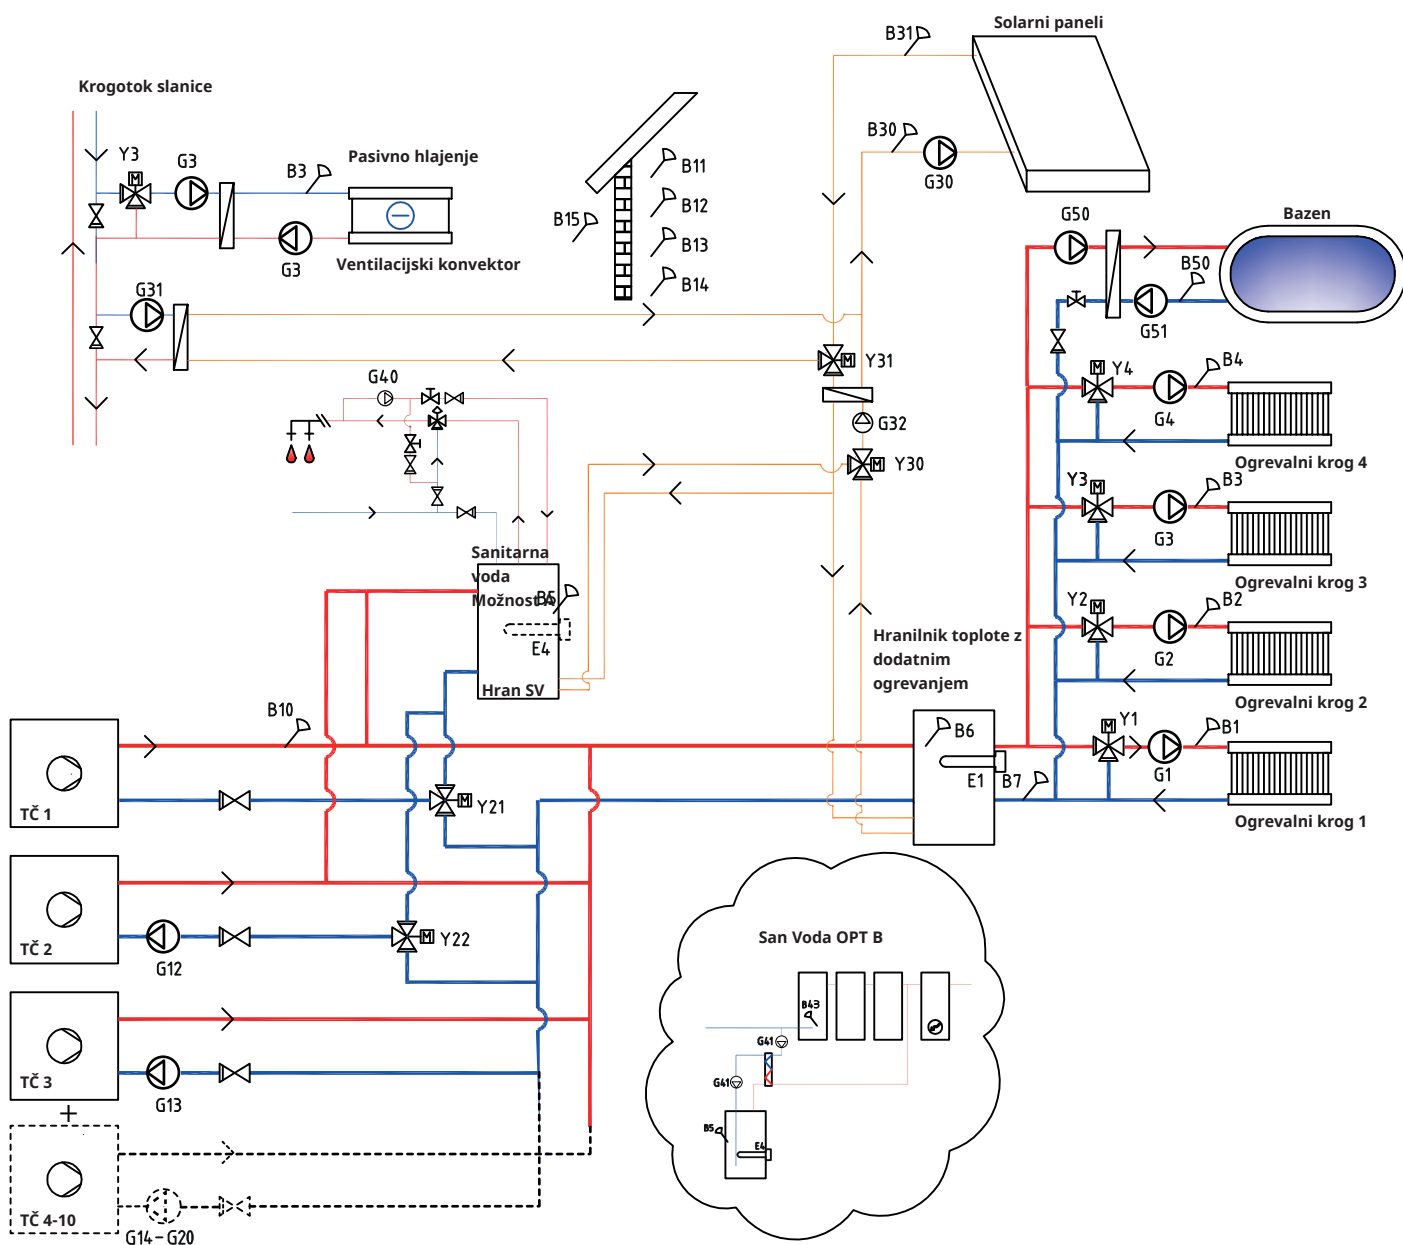 Solarni paneli
B31
Krogotok slanice
B30
G30
Y3
G3
B3
Pasivno hlajenje
B11
B12
B15
B13
B14
G50
Bazen
G3
Ventilacijski konvektor
B50
G31
G51
Y31
G40
Y4
B4
G4
G32
Y30
Ogrevalni krog 4
Y3
B3
G3
Sanitarna
voda
Možnost A
B5
E4
Hran SV
Ogrevalni krog 3
Y2
B2
G2
Hranilnik toplote z
dodatnim
ogrevanjem
Ogrevalni krog 2
B10
B6
E1
B7
Y1
B1
G1
TČ 1
Y21
Ogrevalni krog 1
TČ 2
G12
Y22
San Voda OPT B
B43
G41
G41
B5
E4
TČ 3
G13
+
TČ 4-10
G14-G20
M
M
M
M
M
M
M
M
M